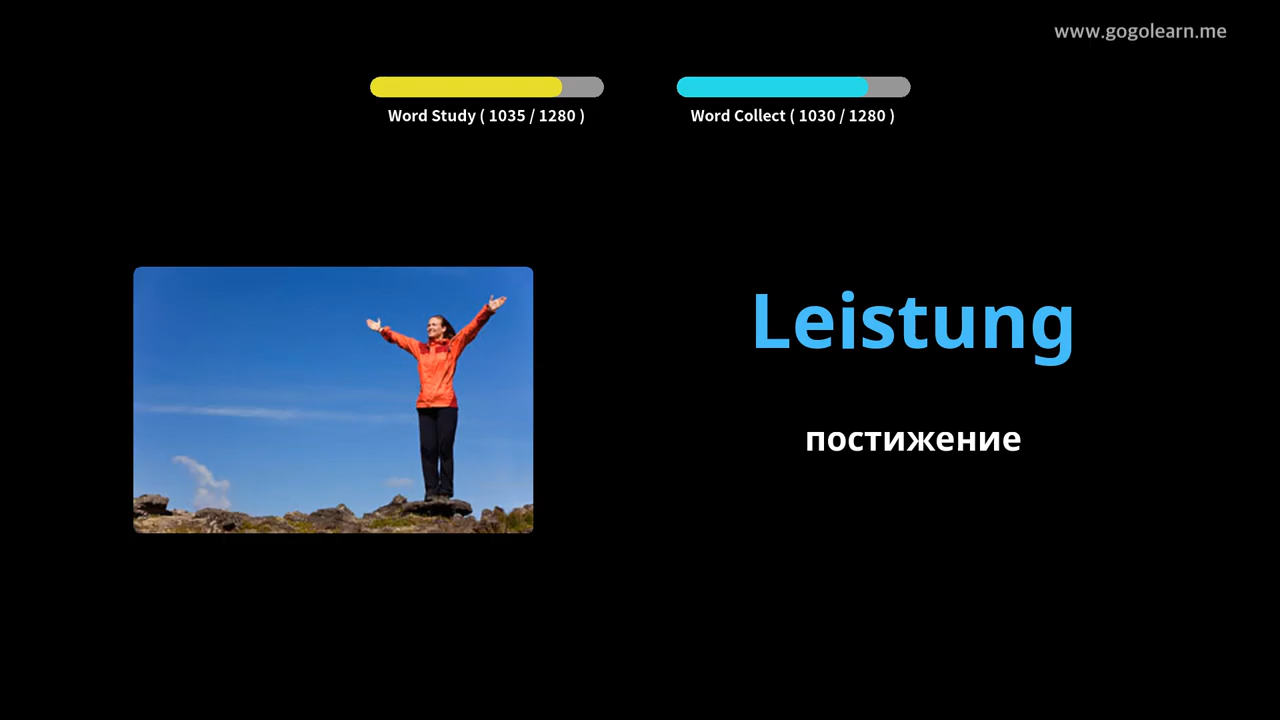 www.gogolearn.me
Word Study ( 1035 / 1280 )
Word Collect ( 1030 / 1280 )
Leistung
постижение